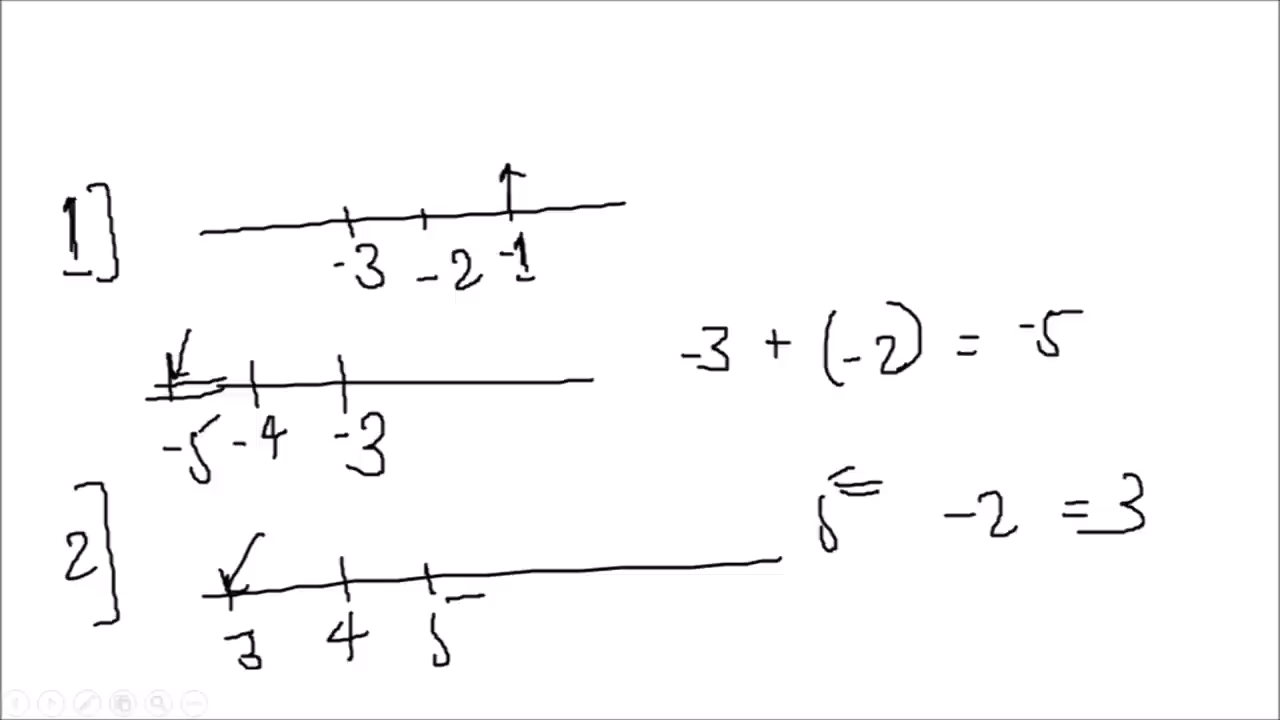 1]
-3 -2 -1
-3 + (-2) = -5
-5 -4 -3
5 -2 = 3
2]
3 4 5